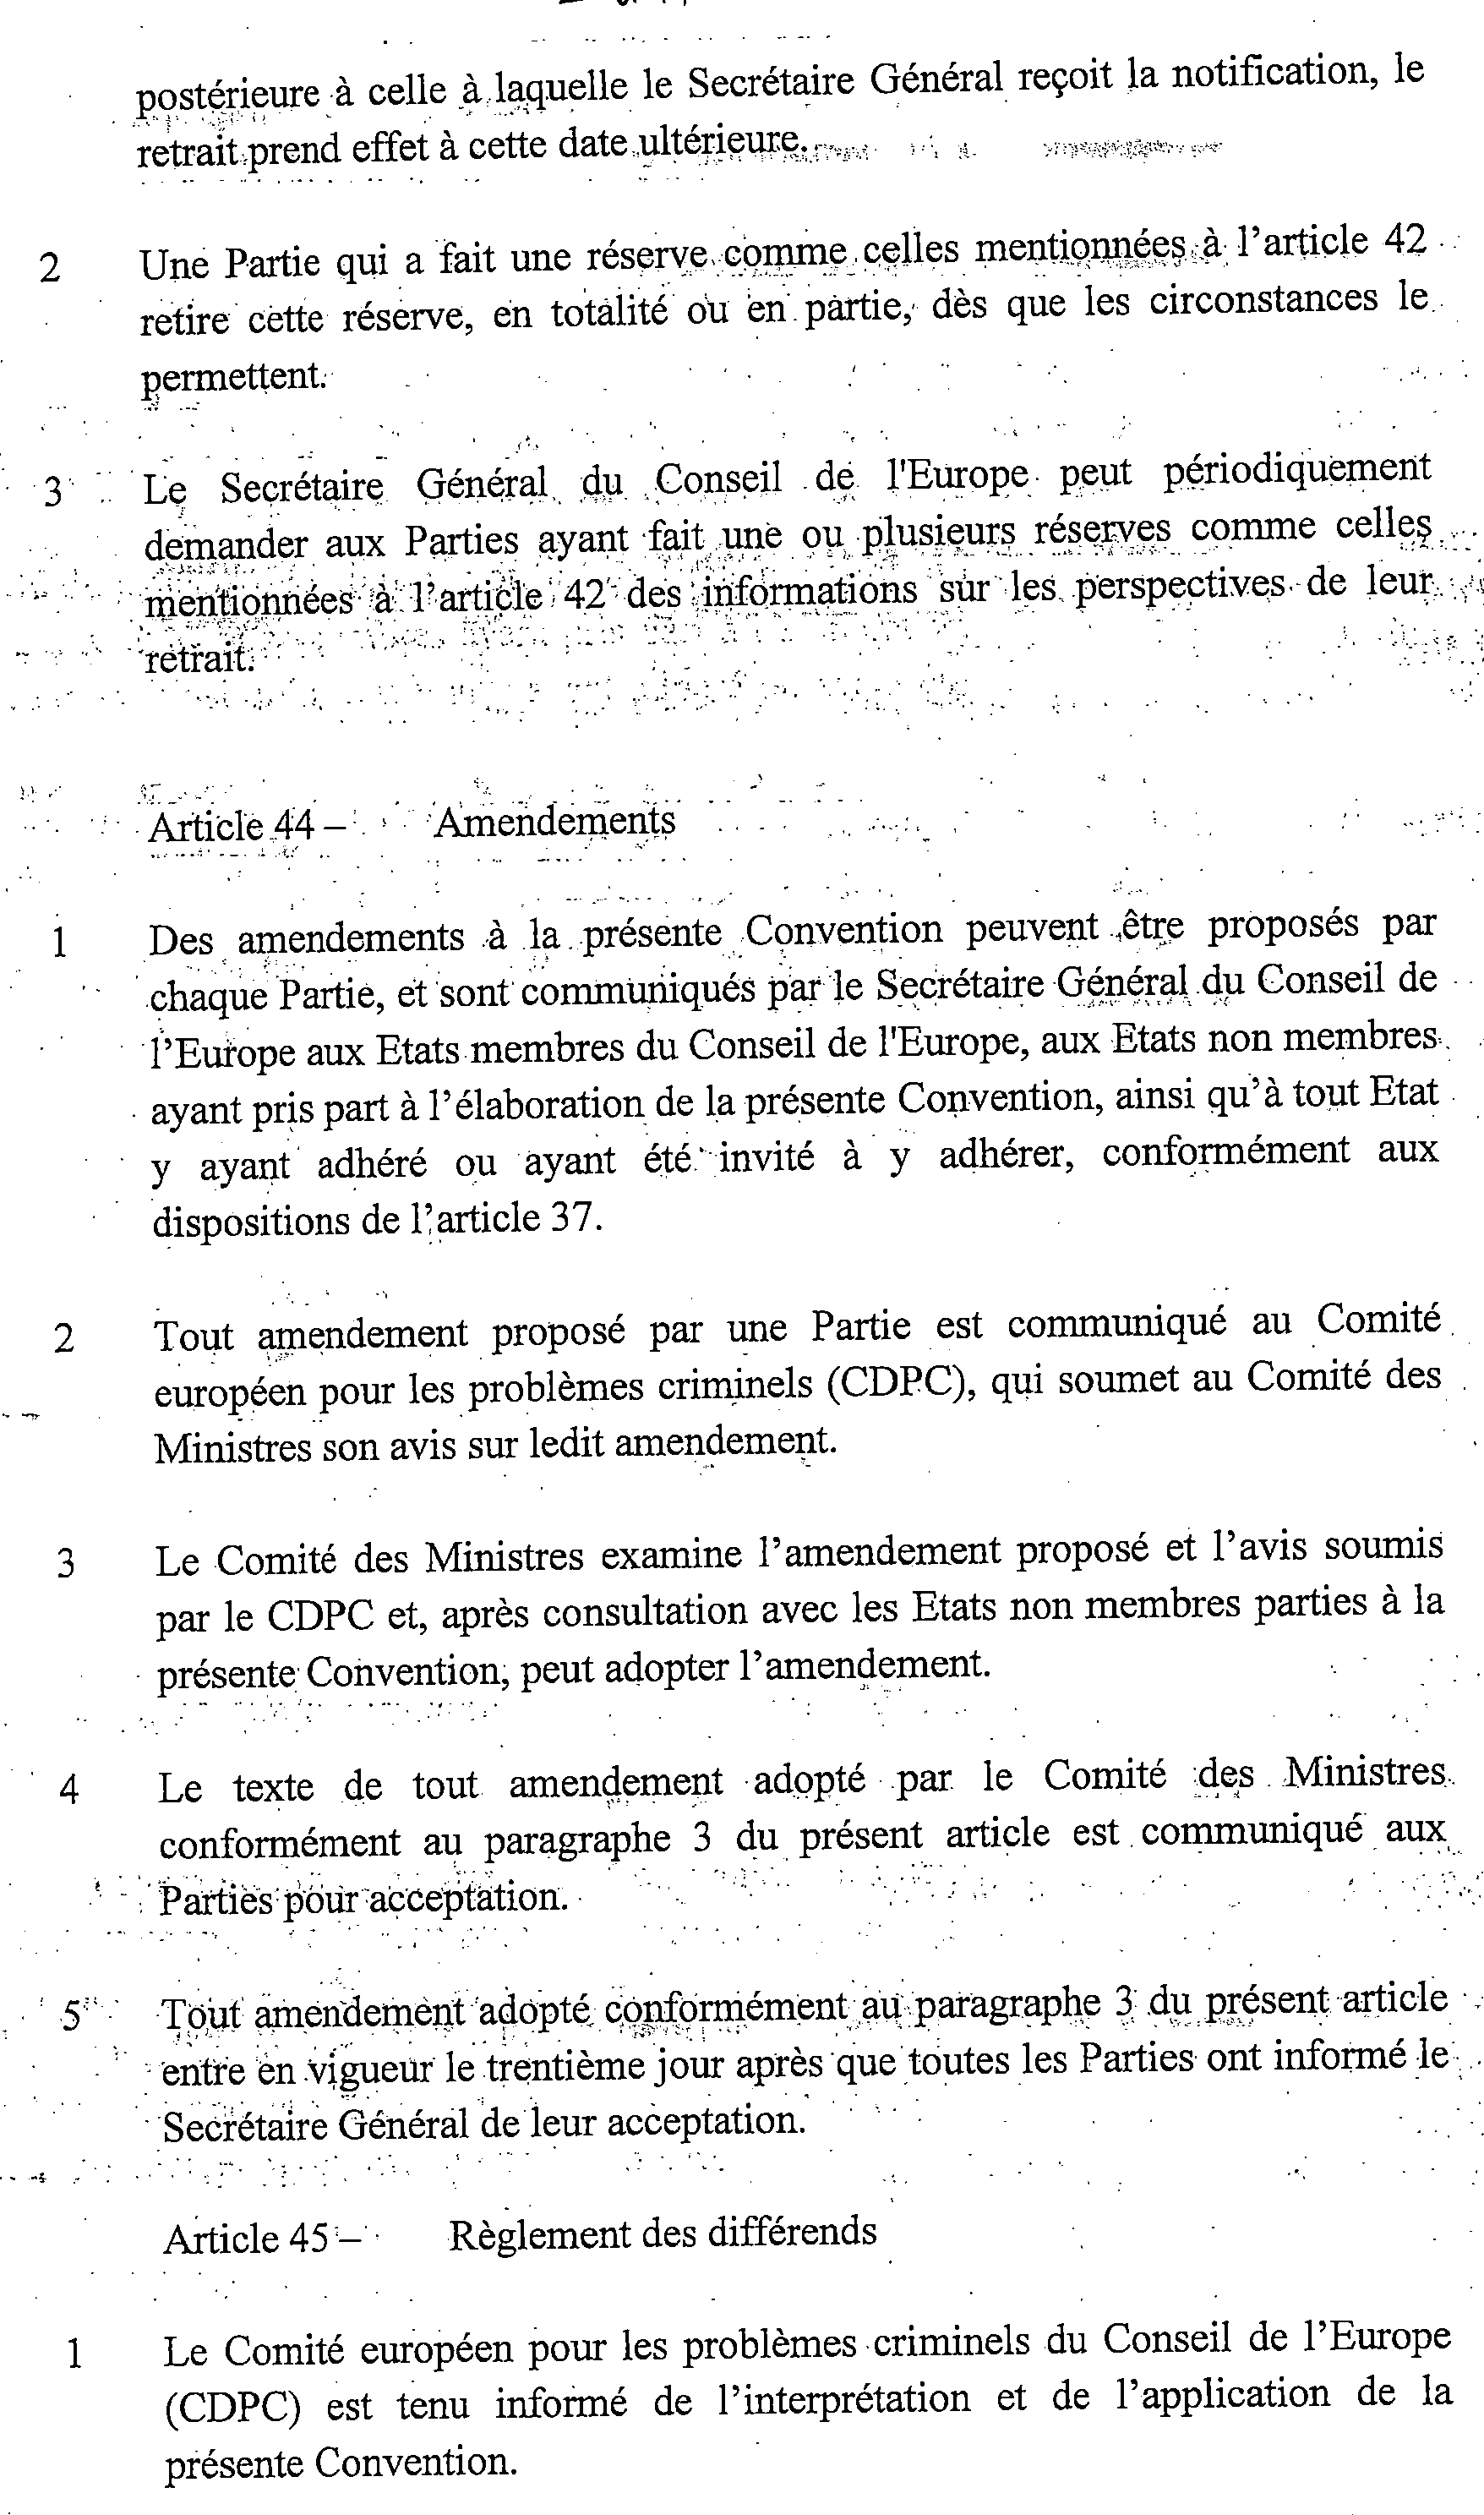 postérieure à celle à laquelle le Secrétaire Général reçoit la notification, le
retrait prend effet à cette date ultérieure.
2 Une Partie qui a fait une réserve comme celles mentionnées à l’article 42
retire cette réserve, en totalité ou en partie, dès que les circonstances le
permettent.
3 Le Secrétaire Général du Conseil de l'Europe peut périodiquement
demander aux Parties ayant fait une ou plusieurs réserves comme celles
mentionnées à l’article 42 des informations sur les perspectives de leur
retrait.
Article 44 – Amendements
1 Des amendements à la présente Convention peuvent être proposés par
chaque Partie, et sont communiqués par le Secrétaire Général du Conseil de
l’Europe aux Etats membres du Conseil de l'Europe, aux Etats non membres
ayant pris part à l’élaboration de la présente Convention, ainsi qu’à tout Etat
y ayant adhéré ou ayant été invité à y adhérer, conformément aux
dispositions de l’article 37.
2 Tout amendement proposé par une Partie est communiqué au Comité
européen pour les problèmes criminels (CDPC), qui soumet au Comité des
Ministres son avis sur ledit amendement.
3 Le Comité des Ministres examine l’amendement proposé et l’avis soumis
par le CDPC et, après consultation avec les Etats non membres parties à la
présente Convention, peut adopter l’amendement.
4 Le texte de tout amendement adopté par le Comité des Ministres
conformément au paragraphe 3 du présent article est communiqué aux
Parties pour acceptation.
5 Tout amendement adopté conformément au paragraphe 3 du présent article
entre en vigueur le trentième jour après que toutes les Parties ont informé le
Secrétaire Général de leur acceptation.
Article 45 – Règlement des différends
1 Le Comité européen pour les problèmes criminels du Conseil de l’Europe
(CDPC) est tenu informé de l’interprétation et de l’application de la
présente Convention.